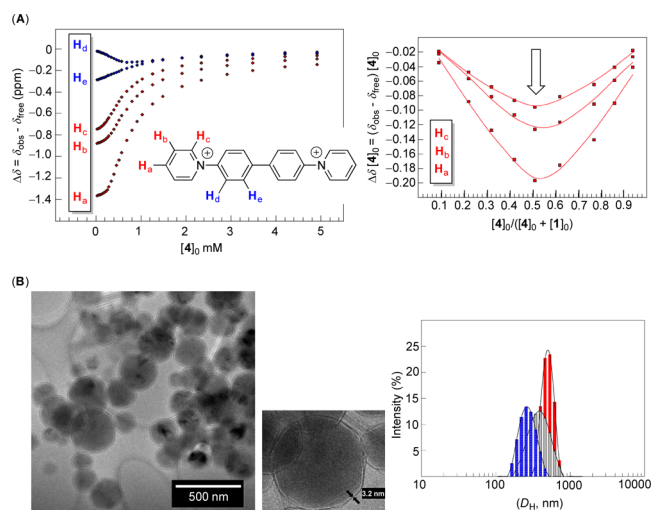 (A)
Δδ = δobs - δfree (ppm)
0
−0.2
−0.4
−0.6
−0.8
−1.0
−1.2
−1.4
Hd
He
Hc
Hb
Ha
Hb
Hc
Ha
N
+
+
N
Hd
He
0
1
2
3
4
5
[4]0 mM
Δδ [4]0 = (δobs - δfree) [4]0
−0.02
−0.04
−0.06
−0.08
−0.10
−0.12
−0.14
−0.16
−0.18
−0.20
Hc
Hb
Ha
0.1 0.2 0.3 0.4 0.5 0.6 0.7 0.8 0.9
[4]0/([4]0 + [1]0)
(B)
500 nm
3.2 nm
Intensity (%)
25
20
15
10
5
10 100 1000 10000
(DH, nm)